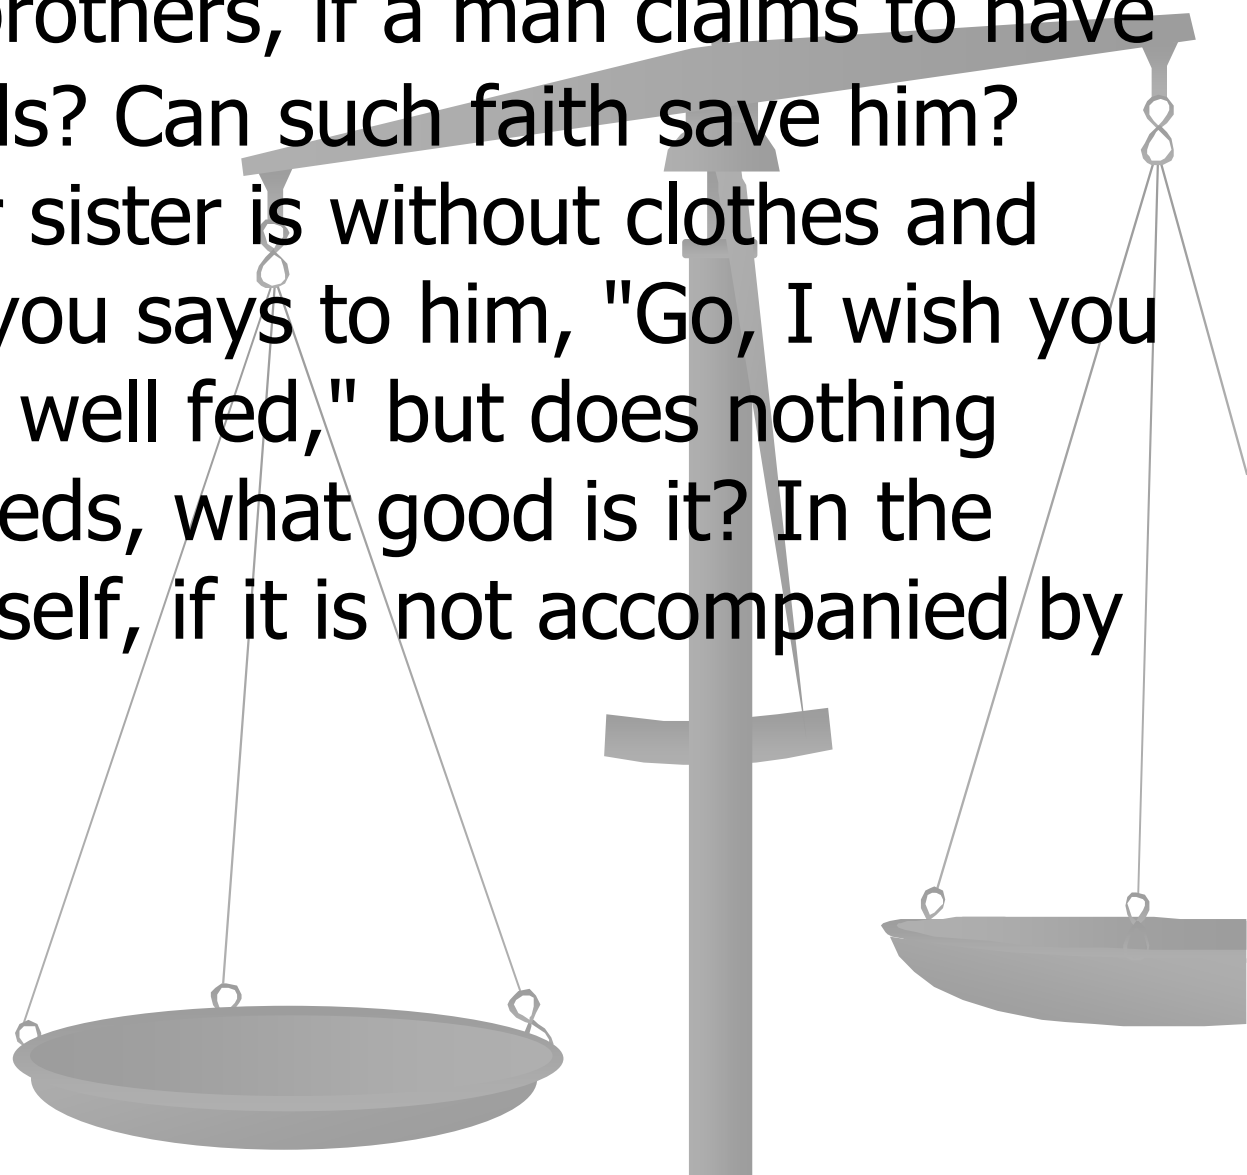 brothers, if a man claims to have
ds? Can such faith save him?
sister is without clothes and
you says to him, "Go, I wish you
well fed," but does nothing
eds, what good is it? In the
self, if it is not accompanied by